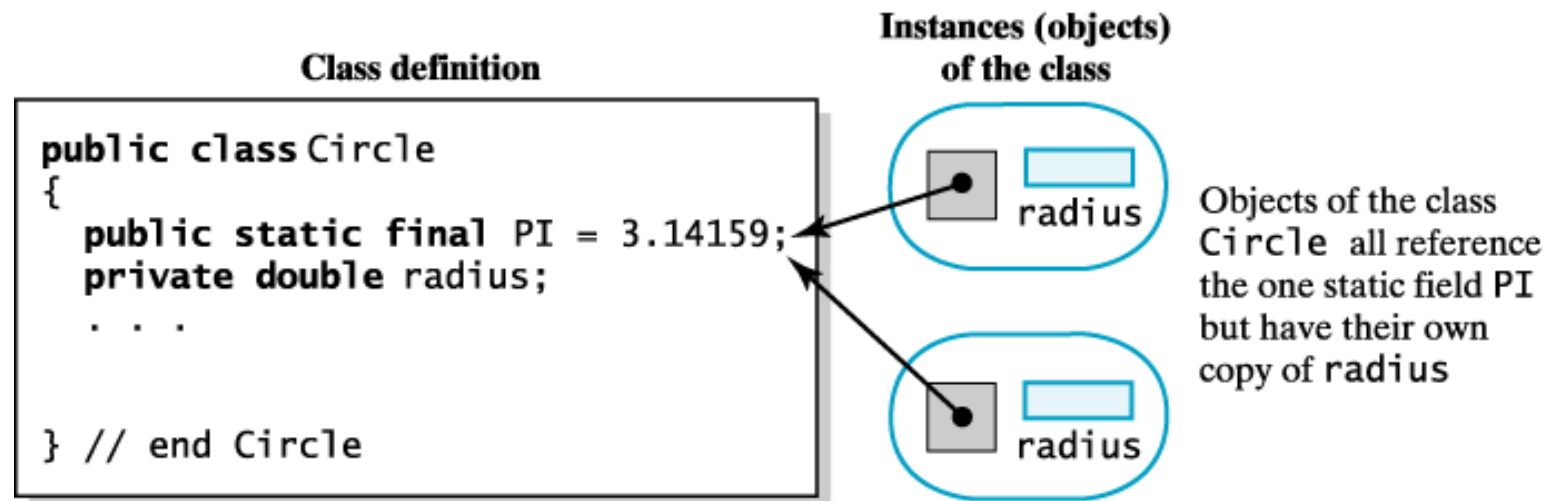 Class definition
public class Circle
{
public static final PI = 3.14159;
private double radius;
. . .
} // end Circle
Instances (objects)
of the class
radius
radius
Objects of the class
Circle all reference
the one static field PI
but have their own
copy of radius